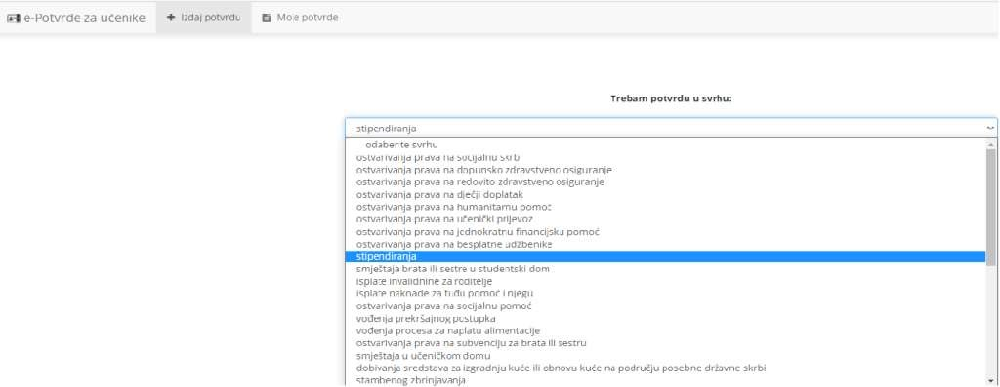 e-Potvrde za učenike
Izdaj potvrdu
Moje potvrde
Trebam potvrdu u svrhu:
stipendiranja
odaberite svrhu
ostvarivanja prava na socijalnu skrb
ostvarivanja prava na dopunsko zdravstveno osiguranje
ostvarivanja prava na redovito zdravstveno osiguranje
ostvarivanja prava na dječji doplatak
ostvarivanja prava na humanitarnu pomoć
ostvarivanja prava na učenički prijevoz
ostvarivanja prava na jednokratnu financijsku pomoć
ostvarivanja prava na besplatne udžbenike
stipendiranja
smještaja brata ili sestre u studentski dom
isplate invalidnine za roditelje
isplate naknade za tuđu pomoć i njegu
ostvarivanja prava na socijalnu pomoć
vođenja prekršajnog postupka
vođenja procesa za naplatu alimentacije
ostvarivanja prava na subvenciju za brata ili sestru
smještaja u učeničkom domu
dobivanja sredstava za izgradnju kuće ili obnovu kuće na području posebne državne skrbi
stambenog zbrinjavanja